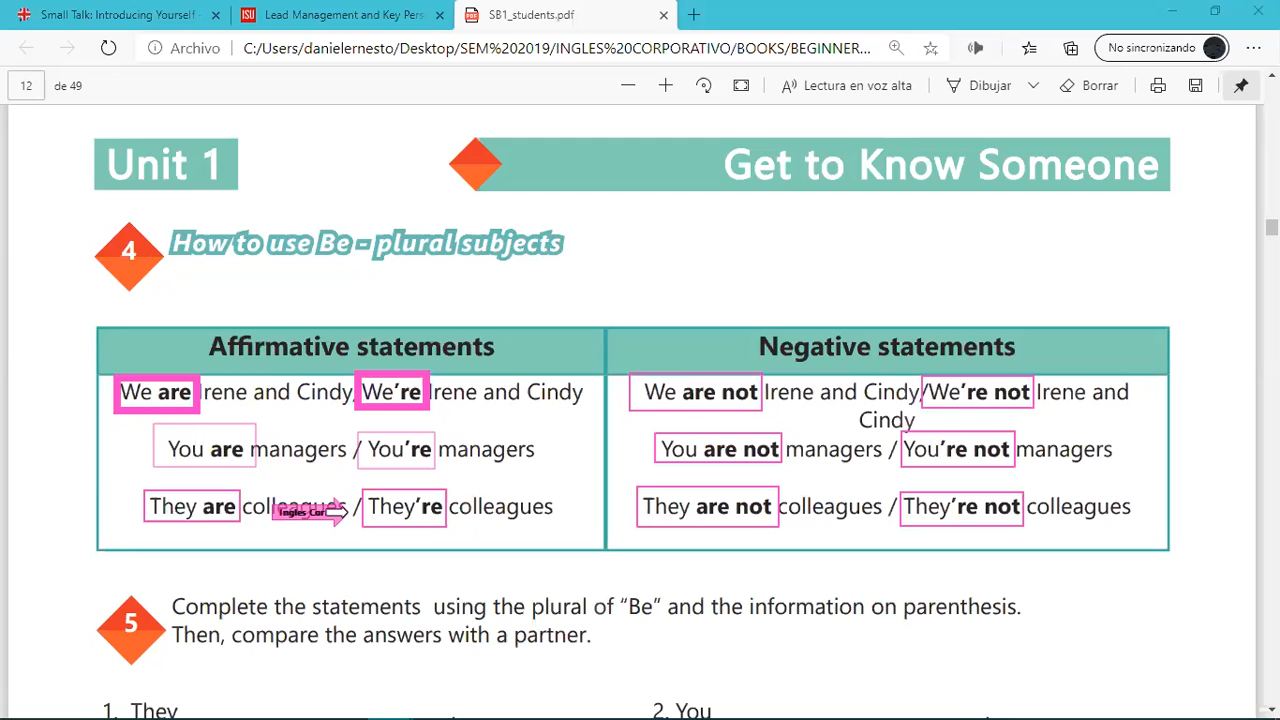 Small Talk: Introducing Yourself -
Lead Management and Key Pers
SB1_students.pdf
Archivo
C:/Users/danielernesto/Desktop/SEM%202019/INGLES%20CORPORATIVO/BOOKS/BEGINNER...
No sincronizando
12 de 49
Lectura en voz alta
Dibujar
Borrar
Unit 1
Get to Know Someone
4 How to use Be - plural subjects
Affirmative statements
We are Irene and Cindy/We're Irene and Cindy
You are managers / You're managers
They are colleagues / They're colleagues
Negative statements
We are not Irene and Cindy/We're not Irene and
Cindy
You are not managers / You're not managers
They are not colleagues / They're not colleagues
5 Complete the statements using the plural of “Be” and the information on parenthesis.
Then, compare the answers with a partner.
1. They
2. You